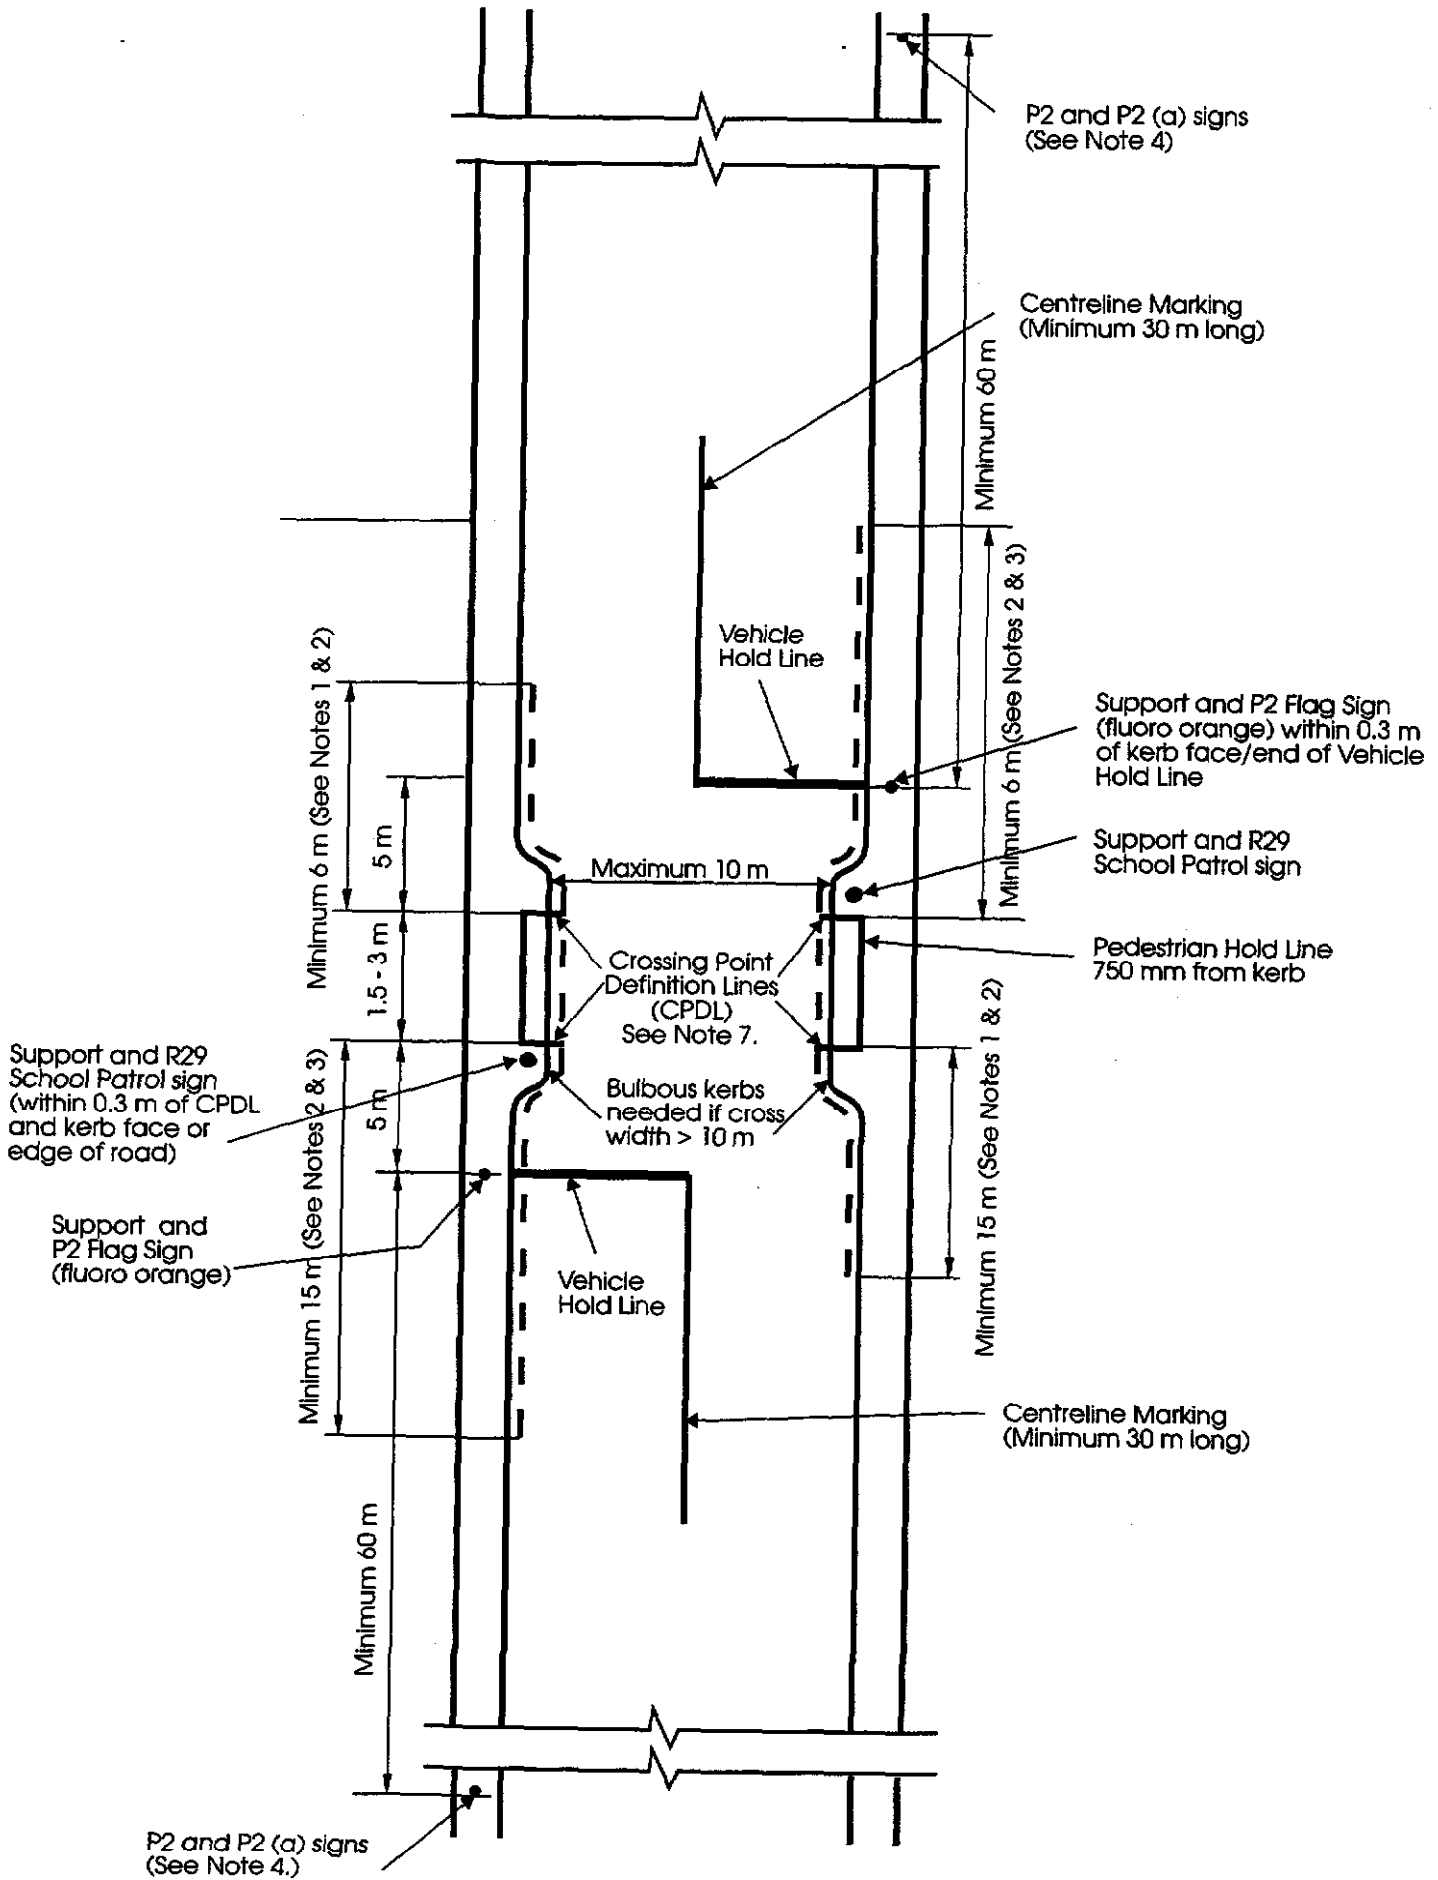 P2 and P2 (a) signs
(See Note 4)
Centreline Marking
(Minimum 30 m long)
Minimum 60 m
Vehicle
Hold Line
Minimum 6 m (See Notes 2 & 3)
Minimum 6 m (See Notes 1 & 2)
5 m
Support and P2 Flag Sign
(fluoro orange) within 0.3 m
of kerb face/end of Vehicle
Hold Line
Support and R29
School Patrol sign
Maximum 10 m
Pedestrian Hold Line
750 mm from kerb
1.5 - 3 m
Crossing Point
Definition Lines
(CPDL)
See Note 7.
Support and R29
School Patrol sign
(within 0.3 m of CPDL
and kerb face or
edge of road)
5 m
Bulbous kerbs
needed if cross
width > 10 m
Minimum 15 m (See Notes 2 & 3)
Minimum 15 m (See Notes 1 & 2)
Support and
P2 Flag Sign
(fluoro orange)
Vehicle
Hold Line
Centreline Marking
(Minimum 30 m long)
Minimum 60 m
P2 and P2 (a) signs
(See Note 4.)